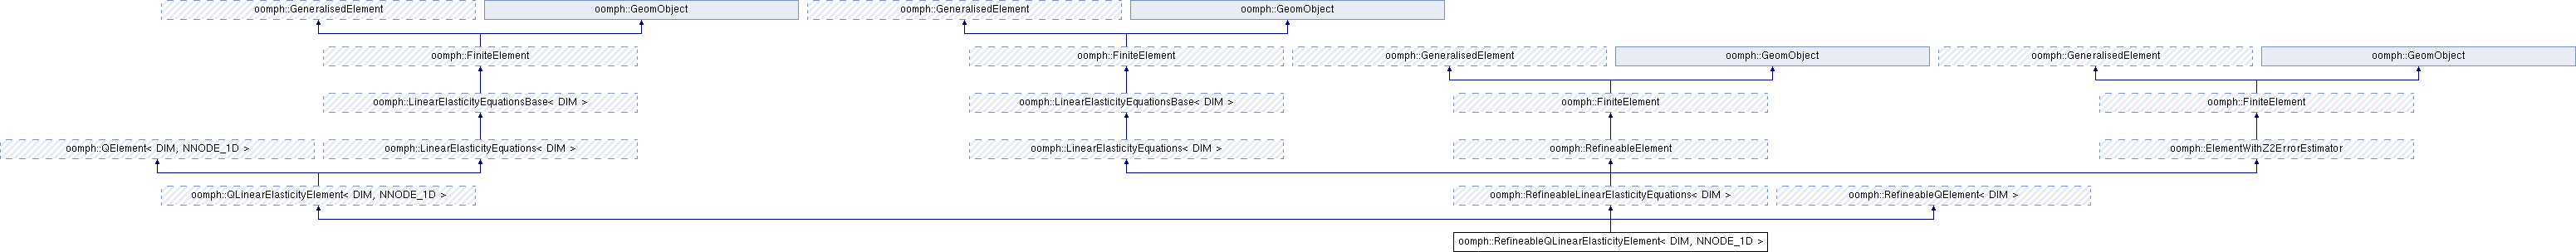 oomph::GeneralisedElement
oomph::GeomObject
oomph::GeneralisedElement
oomph::GeomObject
oomph::FiniteElement
oomph::FiniteElement
oomph::GeneralisedElement
oomph::GeomObject
oomph::GeneralisedElement
oomph::GeomObject
oomph::LinearElasticityEquationsBase< DIM >
oomph::LinearElasticityEquationsBase< DIM >
oomph::FiniteElement
oomph::FiniteElement
oomph::QElement< DIM, NNODE_1D >
oomph::LinearElasticityEquations< DIM >
oomph::LinearElasticityEquations< DIM >
oomph::RefineableElement
oomph::ElementWithZ2ErrorEstimator
oomph::QLinearElasticityElement< DIM, NNODE_1D >
oomph::RefineableLinearElasticityEquations< DIM >
oomph::RefineableQElement< DIM >
oomph::RefineableQLinearElasticityElement< DIM, NNODE_1D >